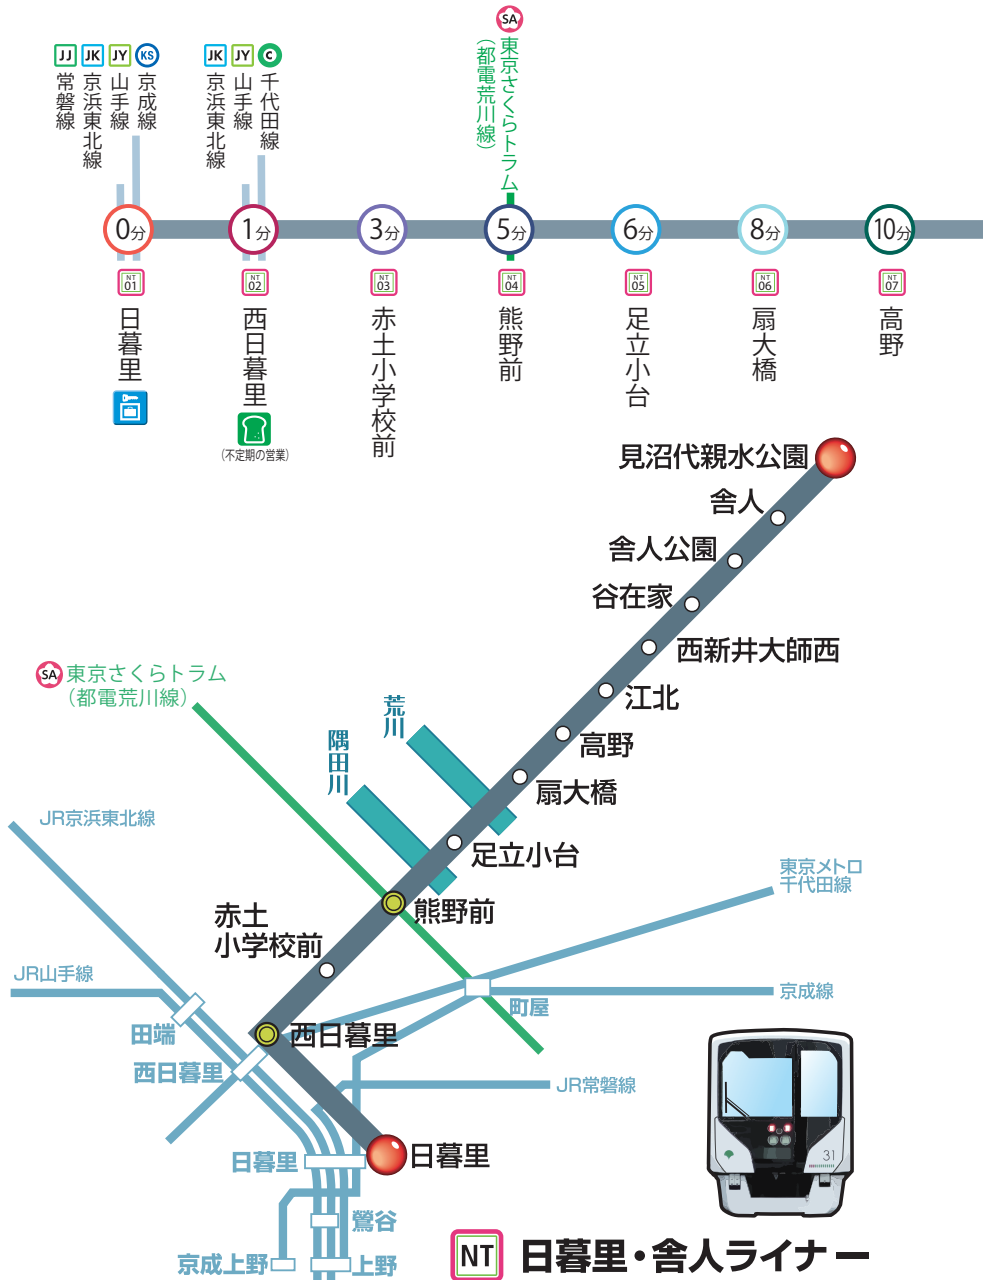 SA
東京さくらトラム
（都電荒川線）
JJ
JK
JY
KS
常磐線
京浜東北線
山手線
京成線
JK
JY
C
京浜東北線
山手線
千代田線
0分
1分
3分
5分
6分
8分
10分
NT
01
NT
02
NT
03
NT
04
NT
05
NT
06
NT
07
日暮里
西日暮里
（不定期の営業）
赤土小学校前
熊野前
足立小台
扇大橋
高野
見沼代親水公園
舎人
舎人公園
谷在家
西新井大師西
江北
高野
扇大橋
足立小台
熊野前
赤土
小学校前
西日暮里
日暮里
SA 東京さくらトラム
（都電荒川線）
荒川
隅田川
JR京浜東北線
東京メトロ
千代田線
JR山手線
京成線
町屋
田端
西日暮里
JR常磐線
日暮里
鶯谷
京成上野
上野
31
NT 日暮里・舎人ライナー